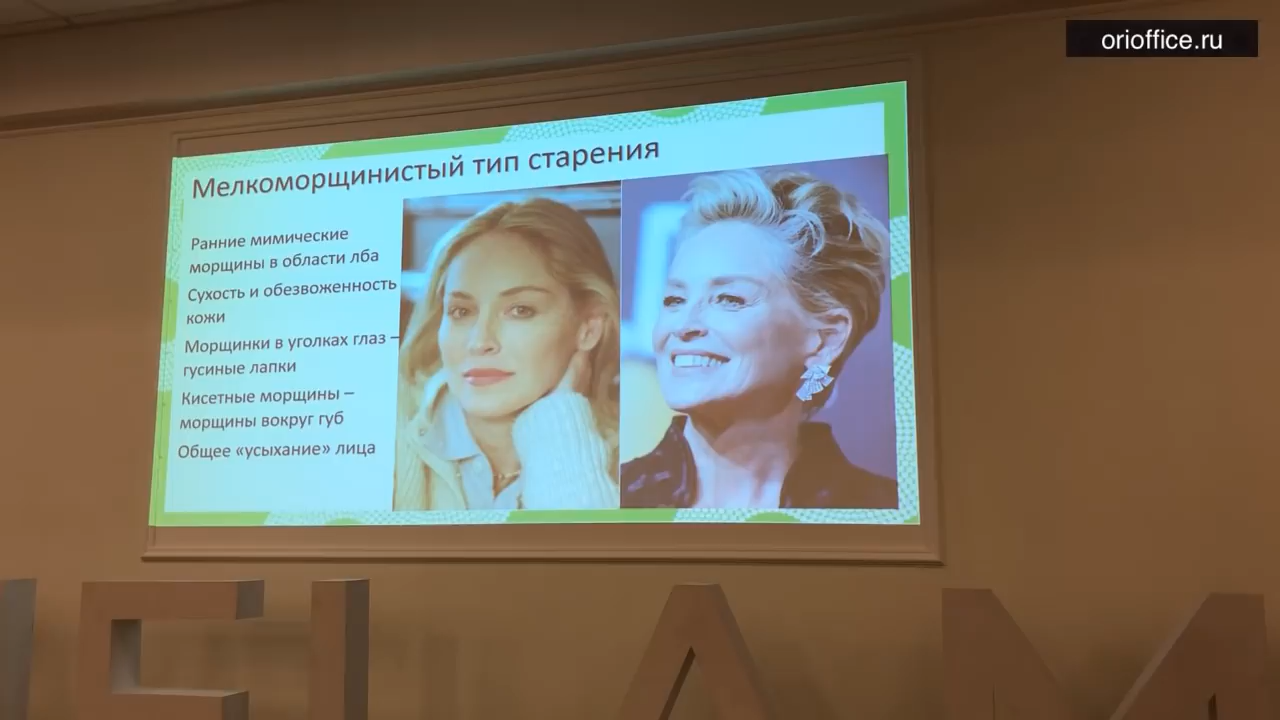 orioffice.ru
Мелкоморщинистый тип старения
Ранние мимические
морщины в области лба
Сухость и обезвоженность
кожи
Морщинки в уголках глаз –
гусиные лапки
Кисетные морщины –
морщины вокруг губ
Общее «усыхание» лица